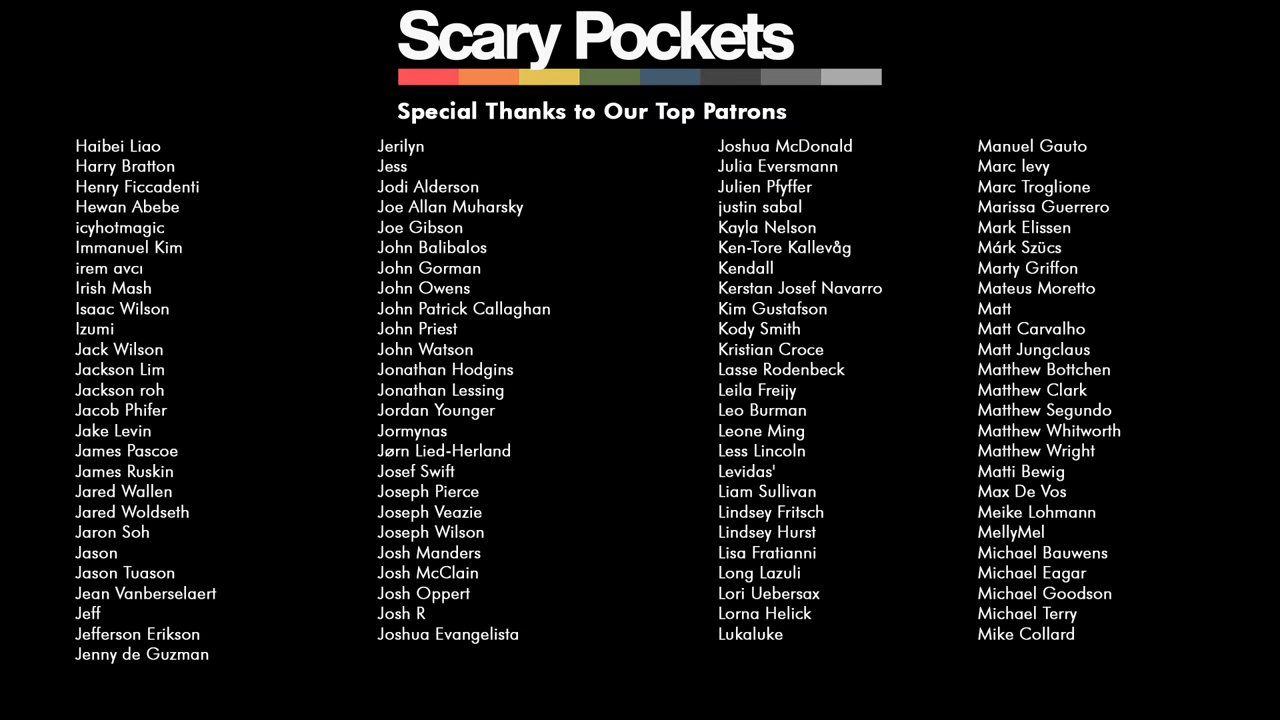 Scary Pockets
Special Thanks to Our Top Patrons
Haibei Liao
Harry Bratton
Henry Ficcadenti
Hewan Abebe
icyhotmagic
Immanuel Kim
irem avcı
Irish Mash
Isaac Wilson
Izumi
Jack Wilson
Jackson Lim
Jackson roh
Jacob Phifer
Jake Levin
James Pascoe
James Ruskin
Jared Wallen
Jared Woldseth
Jaron Soh
Jason
Jason Tuason
Jean Vanberselaert
Jeff
Jefferson Erikson
Jenny de Guzman
Jerilyn
Jess
Jodi Alderson
Joe Allan Muharsky
Joe Gibson
John Balibalos
John Gorman
John Owens
John Patrick Callaghan
John Priest
John Watson
Jonathan Hodgins
Jonathan Lessing
Jordan Younger
Jormynas
Jørn Lied-Herland
Josef Swift
Joseph Pierce
Joseph Veazie
Joseph Wilson
Josh Manders
Josh McClain
Josh Oppert
Josh R
Joshua Evangelista
Joshua McDonald
Julia Eversmann
Julien Pfyffer
justin sabal
Kayla Nelson
Ken-Tore Kallevåg
Kendall
Kerstan Josef Navarro
Kim Gustafson
Kody Smith
Kristian Croce
Lasse Rodenbeck
Leila Freijy
Leo Burman
Leone Ming
Less Lincoln
Levidas'
Liam Sullivan
Lindsey Fritsch
Lindsey Hurst
Lisa Fratianni
Long Lazuli
Lori Uebersax
Lorna Helick
Lukaluke
Manuel Gauto
Marc levy
Marc Troglione
Marissa Guerrero
Mark Elissen
Márk Szücs
Marty Griffon
Mateus Moretto
Matt
Matt Carvalho
Matt Jungclaus
Matthew Bottchen
Matthew Clark
Matthew Segundo
Matthew Whitworth
Matthew Wright
Matti Bewig
Max De Vos
Meike Lohmann
MellyMel
Michael Bauwens
Michael Eagar
Michael Goodson
Michael Terry
Mike Collard